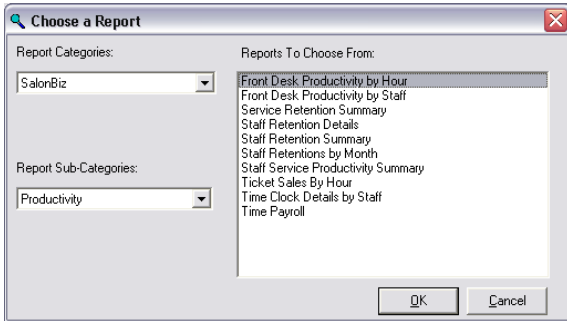 Choose a Report
Report Categories:
SalonBiz
Report Sub-Categories:
Productivity
Reports To Choose From:
Front Desk Productivity by Hour
Front Desk Productivity by Staff
Service Retention Summary
Staff Retention Details
Staff Retention Summary
Staff Retentions by Month
Staff Service Productivity Summary
Ticket Sales By Hour
Time Clock Details by Staff
Time Payroll
OK
Cancel